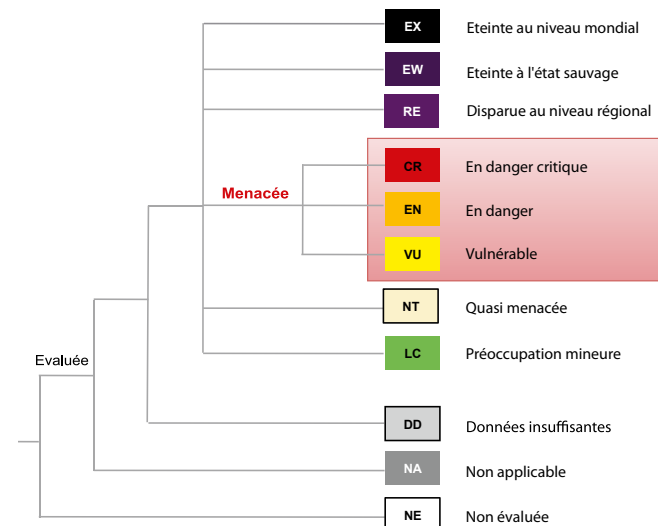 EX Eteinte au niveau mondial
EW Eteinte à l'état sauvage
RE Disparue au niveau régional
CR En danger critique
Menacée
EN En danger
VU Vulnérable
NT Quasi menacée
LC Préoccupation mineure
Evaluée
DD Données insuffisantes
NA Non applicable
NE Non évaluée